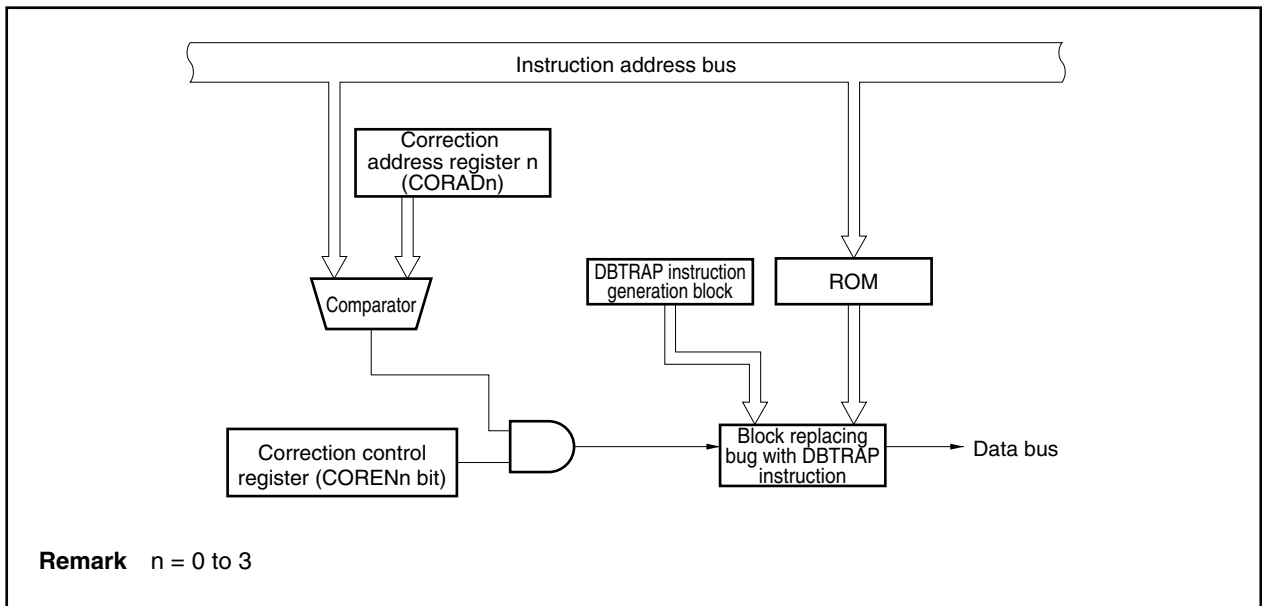 Instruction address bus
Correction
address register n
(CORADn)
Comparator
DBTRAP instruction
generation block
ROM
Correction control
register (CORENn bit)
Block replacing
bug with DBTRAP
instruction
Data bus
Remark n = 0 to 3